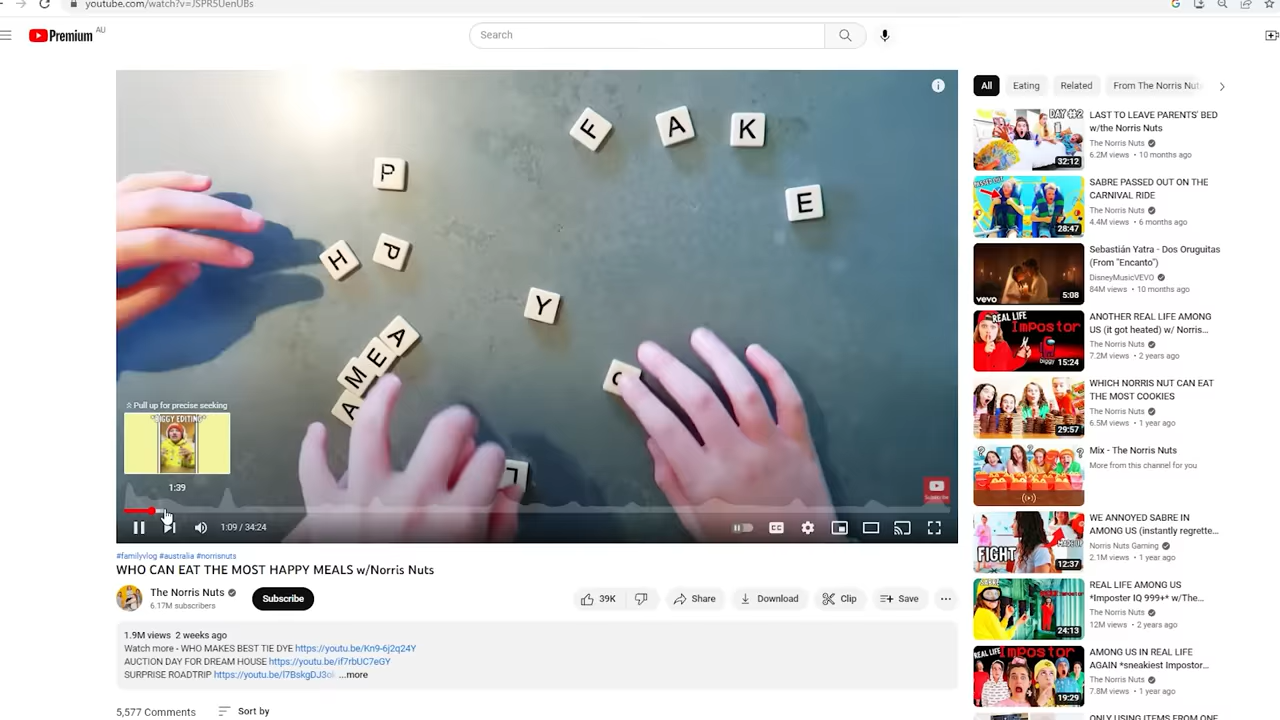 youtube.com/watch?v=JSPR5UenUBs
Premium AU
Search
F A K
E
P
H P
Y
A
E
M
A
Pull up for precise seeking
1:39
1:09 / 34:24
CC
Subscribe
#familyvlog #australia #norrisnuts
WHO CAN EAT THE MOST HAPPY MEALS w/Norris Nuts
The Norris Nuts
6.17M subscribers
Subscribe
39K
Share
Download
Clip
Save
1.9M views 2 weeks ago
Watch more - WHO MAKES BEST TIE DYE https://youtu.be/Kn9-6j2q24Y
AUCTION DAY FOR DREAM HOUSE https://youtu.be/if7rbUC7eGY
SURPRISE ROADTRIP ...more
5,577 Comments
Sort by
All
Eating
Related
From The Norris Nut
DAY #2
32:12
LAST TO LEAVE PARENTS' BED
w/the Norris Nuts
The Norris Nuts
6.2M views • 10 months ago
28:47
SABRE PASSED OUT ON THE
CARNIVAL RIDE
The Norris Nuts
4.4M views • 6 months ago
vevo
5:08
Sebastián Yatra - Dos Oruguitas
(From "Encanto")
DisneyMusicVEVO
84M views • 10 months ago
REAL LIFE
Impostor
15:24
ANOTHER REAL LIFE AMONG
US (it got heated) w/ Norris...
The Norris Nuts
7.2M views • 2 years ago
29:57
WHICH NORRIS NUT CAN EAT
THE MOST COOKIES
The Norris Nuts
6.5M views • 1 year ago
Mix - The Norris Nuts
More from this channel for you
FIGHT
12:37
WE ANNOYED SABRE IN
AMONG US (instantly regrette...
Norris Nuts Gaming
2.1M views • 1 year ago
24:13
REAL LIFE AMONG US
*Imposter IQ 999+* w/The...
The Norris Nuts
12M views • 2 years ago
REAL LIFE Impostor
19:29
AMONG US IN REAL LIFE
AGAIN *sneakiest Impostor...
The Norris Nuts
7.8M views • 1 year ago
ONLY USING ITEMS FROM ONE